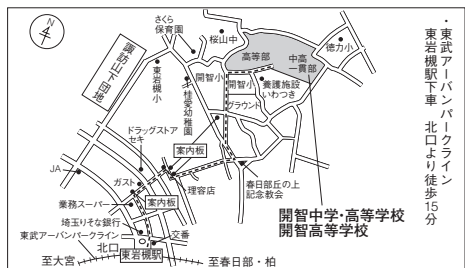 ・東武アーバンパークライン
東岩槻駅下車 北口より徒歩15分
N
さくら
保育園
桜山中
高等部
徳力小
中高
一貫部
諏訪山下団地
東岩槻小
開智小
開智小
養護施設
いわつき
桂愛幼稚園
グラウンド
ドラッグストア
セキ
案内板
JA
ガスト
理容店
春日部丘の上
記念教会
業務スーパー
案内板
開智中学・高等学校
開智高等学校
埼玉りそな銀行
東武アーバンパークライン
北口
交番
至大宮
東岩槻駅
至春日部・柏